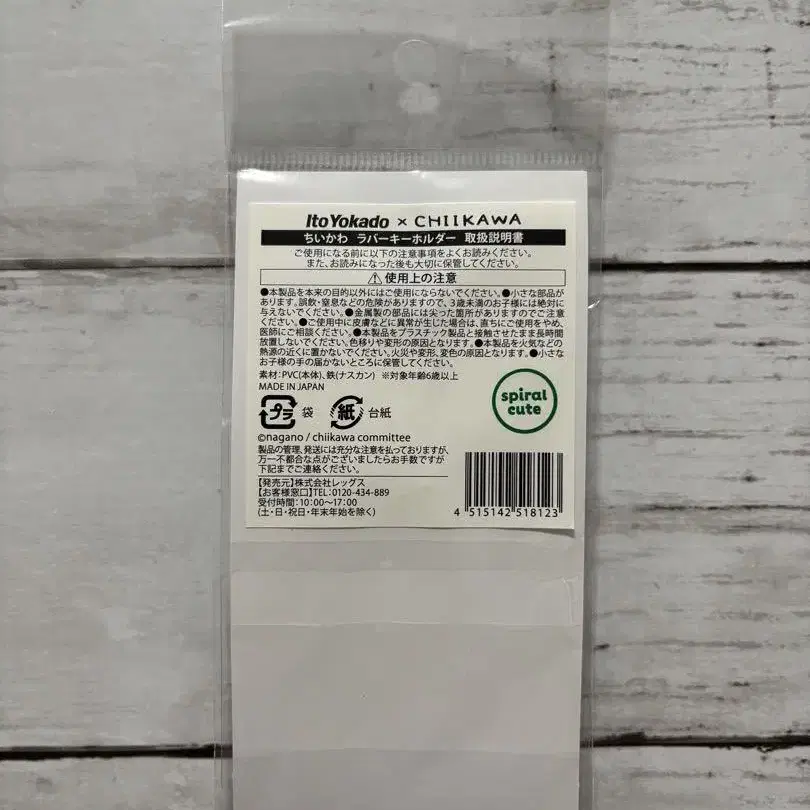 Ito Yokado × CHIIKAWA
ちいかわ ラバーキーホルダー 取扱説明書
ご使用になる前に以下の注意事項をよくお読みください。
また、お読みになった後も大切に保管してください。
⚠使用上の注意
●本製品を本来の目的以外にはご使用にならないでください。●小さな部品が
あります。誤飲・窒息などの危険がありますので、3歳未満のお子様には絶対に
与えないでください。●金属製の部品には尖った箇所がありますのでご注意
ください。●ご使用中に皮膚などに異常が生じた場合は、直ちにご使用をやめ、
医師にご相談ください。●本製品をプラスチック製品と接触させたまま長時間
放置しないでください。色移りや変形の原因となります。●本製品を火気などの
熱源の近くに置かないでください。火災や変形、変色の原因となります。●小さな
お子様の手の届かないところに保管してください。
素材:PVC(本体)、鉄(ナスカン) ※対象年齢6歳以上
MADE IN JAPAN
プラ 袋 紙 台紙
spiral
cute
©nagano / chiikawa committee
製品の管理、発送には充分な注意を払っておりますが、
万一不都合な点がございましたらお手数ですが
下記までご連絡ください。
【発売元】株式会社レッグス
【お客様窓口】TEL:0120-434-889
受付時間:10:00〜17:00
(土・日・祝日・年末年始を除く)
4 515142 518123